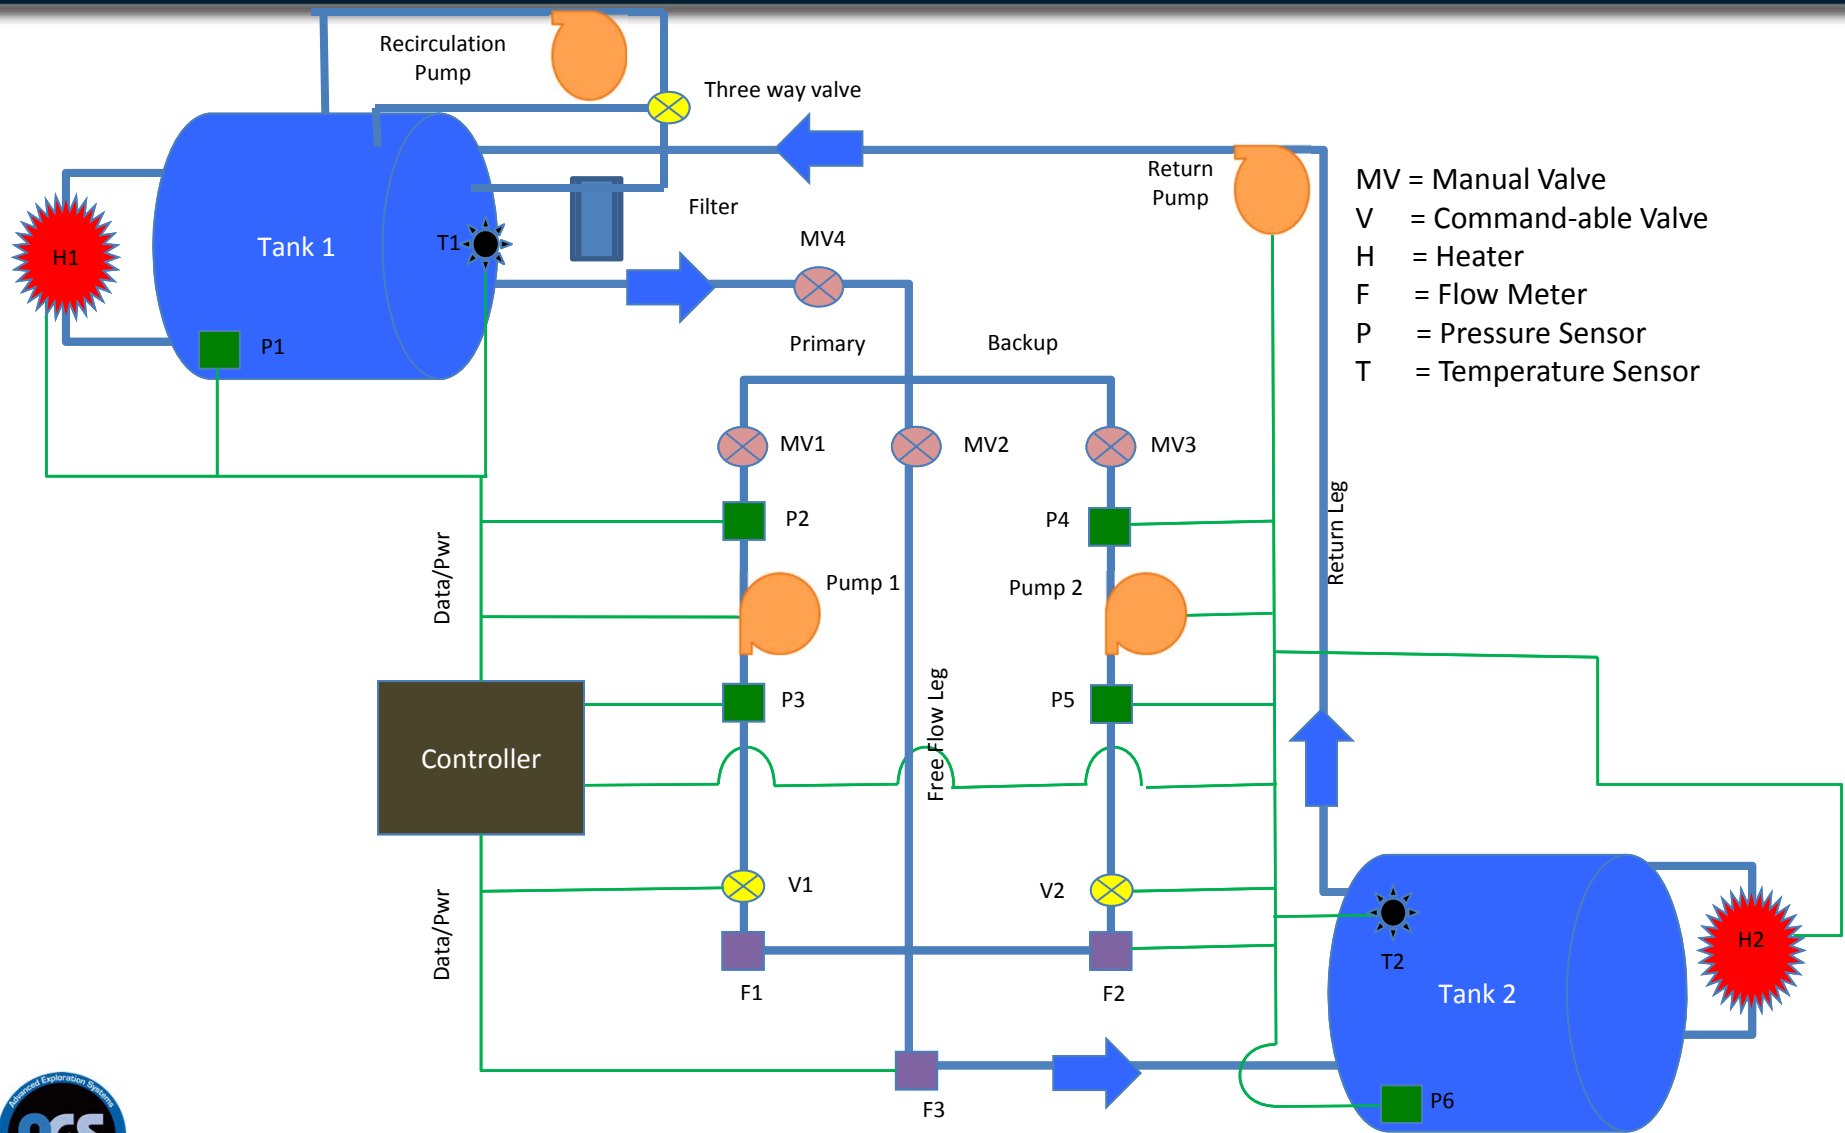 Recirculation
Pump
Three way valve
Return
Pump
MV = Manual Valve
V = Command-able Valve
H = Heater
F = Flow Meter
P = Pressure Sensor
T = Temperature Sensor
Filter
Tank 1
T1
H1
MV4
P1
Primary
Backup
MV1
MV2
MV3
P2
P4
Data/Pwr
Return Leg
Pump 1
Pump 2
P3
P5
Free Flow Leg
Controller
V1
V2
Data/Pwr
F1
F2
T2
H2
Tank 2
F3
P6
Advanced Exploration Systems